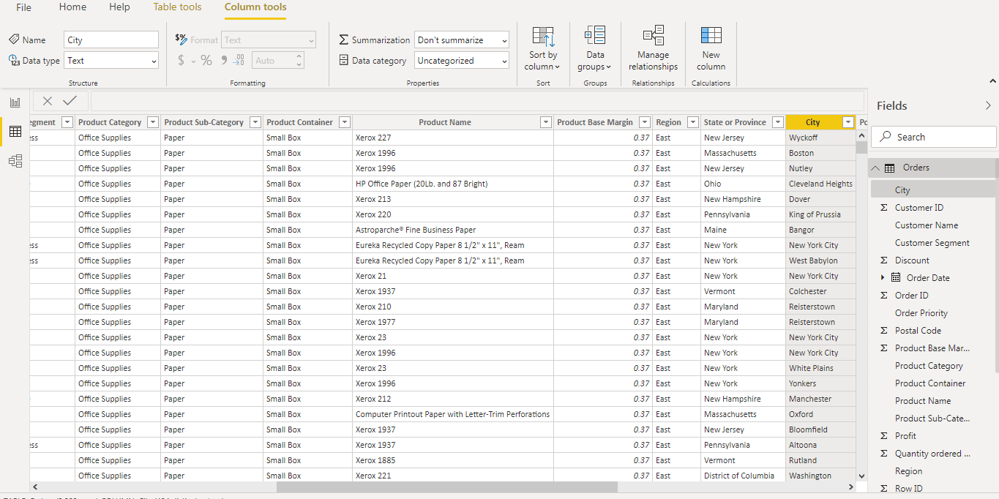 File Home Help Table tools Column tools
Name City $% Format Text Summarization Don't summarize Sort by column Data groups Manage relationships New column
Data type Text $ % 9 .00 Auto Data category Uncategorized
Structure Formatting Properties Sort Groups Relationships Calculations
egment Product Category Product Sub-Category Product Container Product Name Product Base Margin Region State or Province City Po
ess Office Supplies Paper Small Box Xerox 227 0.37 East New Jersey Wyckoff
Office Supplies Paper Small Box Xerox 1996 0.37 East Massachusetts Boston
Office Supplies Paper Small Box Xerox 1996 0.37 East New Jersey Nutley
Office Supplies Paper Small Box HP Office Paper (20Lb. and 87 Bright) 0.37 East Ohio Cleveland Heights
Office Supplies Paper Small Box Xerox 213 0.37 East New Hampshire Dover
Office Supplies Paper Small Box Xerox 220 0.37 East Pennsylvania King of Prussia
Office Supplies Paper Small Box Astroparche® Fine Business Paper 0.37 East Maine Bangor
ess Office Supplies Paper Small Box Eureka Recycled Copy Paper 8 1/2" x 11", Ream 0.37 East New York New York City
ess Office Supplies Paper Small Box Eureka Recycled Copy Paper 8 1/2" x 11", Ream 0.37 East New York West Babylon
Office Supplies Paper Small Box Xerox 21 0.37 East New York New York City
Office Supplies Paper Small Box Xerox 1937 0.37 East Vermont Colchester
Office Supplies Paper Small Box Xerox 210 0.37 East Maryland Reisterstown
Office Supplies Paper Small Box Xerox 1977 0.37 East Maryland Reisterstown
Office Supplies Paper Small Box Xerox 23 0.37 East New York New York City
Office Supplies Paper Small Box Xerox 1996 0.37 East New York New York City
Office Supplies Paper Small Box Xerox 23 0.37 East New York White Plains
Office Supplies Paper Small Box Xerox 1996 0.37 East New York Yonkers
Office Supplies Paper Small Box Xerox 212 0.37 East New Hampshire Manchester
Office Supplies Paper Small Box Computer Printout Paper with Letter-Trim Perforations 0.37 East Massachusetts Oxford
Office Supplies Paper Small Box Xerox 1937 0.37 East New Jersey Bloomfield
ess Office Supplies Paper Small Box Xerox 1937 0.37 East Pennsylvania Altoona
Office Supplies Paper Small Box Xerox 1885 0.37 East Vermont Rutland
Office Supplies Paper Small Box Xerox 221 0.37 East District of Columbia Washington
Fields
Search
Orders
City
Σ Customer ID
Customer Name
Customer Segment
Σ Discount
Order Date
Σ Order ID
Order Priority
Σ Postal Code
Σ Product Base Mar...
Product Category
Product Container
Product Name
Product Sub-Cate...
Σ Profit
Σ Quantity ordered ...
Region
Σ Row ID